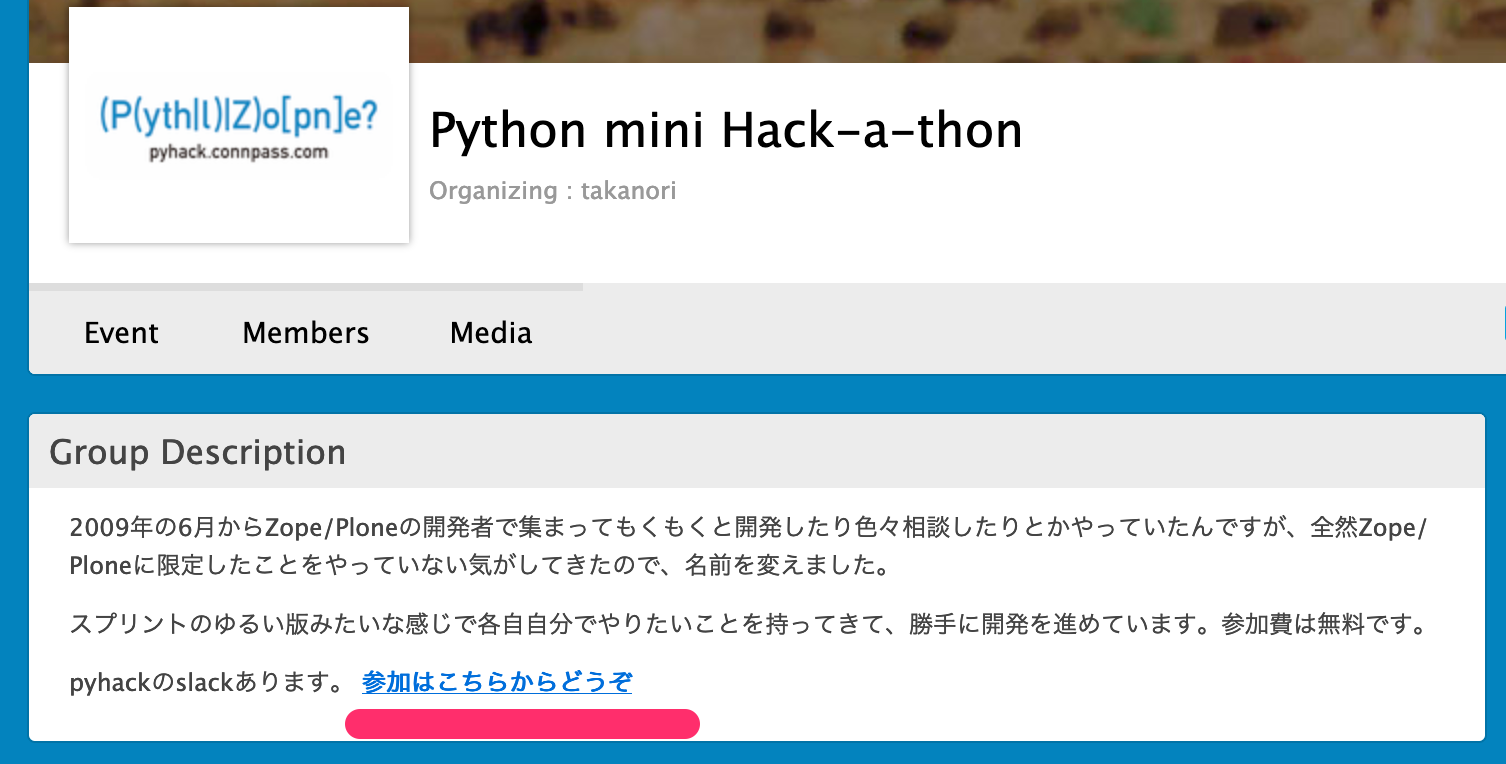 (P(yth|l)|Z)o[pn]e?
pyhack.connpass.com
Python mini Hack-a-thon
Organizing : takanori
Event
Members
Media
Group Description
2009年の6月からZope/Ploneの開発者で集まってもくもくと開発したり色々相談したりとかやっていたんですが、全然Zope/
Ploneに限定したことをやっていない気がしてきたので、名前を変えました。
スプリントのゆるい版みたいな感じで各自自分でやりたいことを持ってきて、勝手に開発を進めています。参加費は無料です。
pyhackのslackあります。 参加はこちらからどうぞ